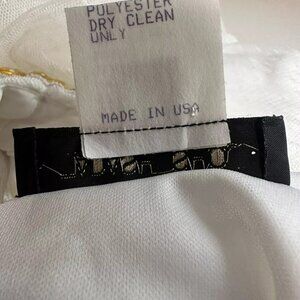 POLYESTER
DRY CLEAN
ONLY
MADE IN USA